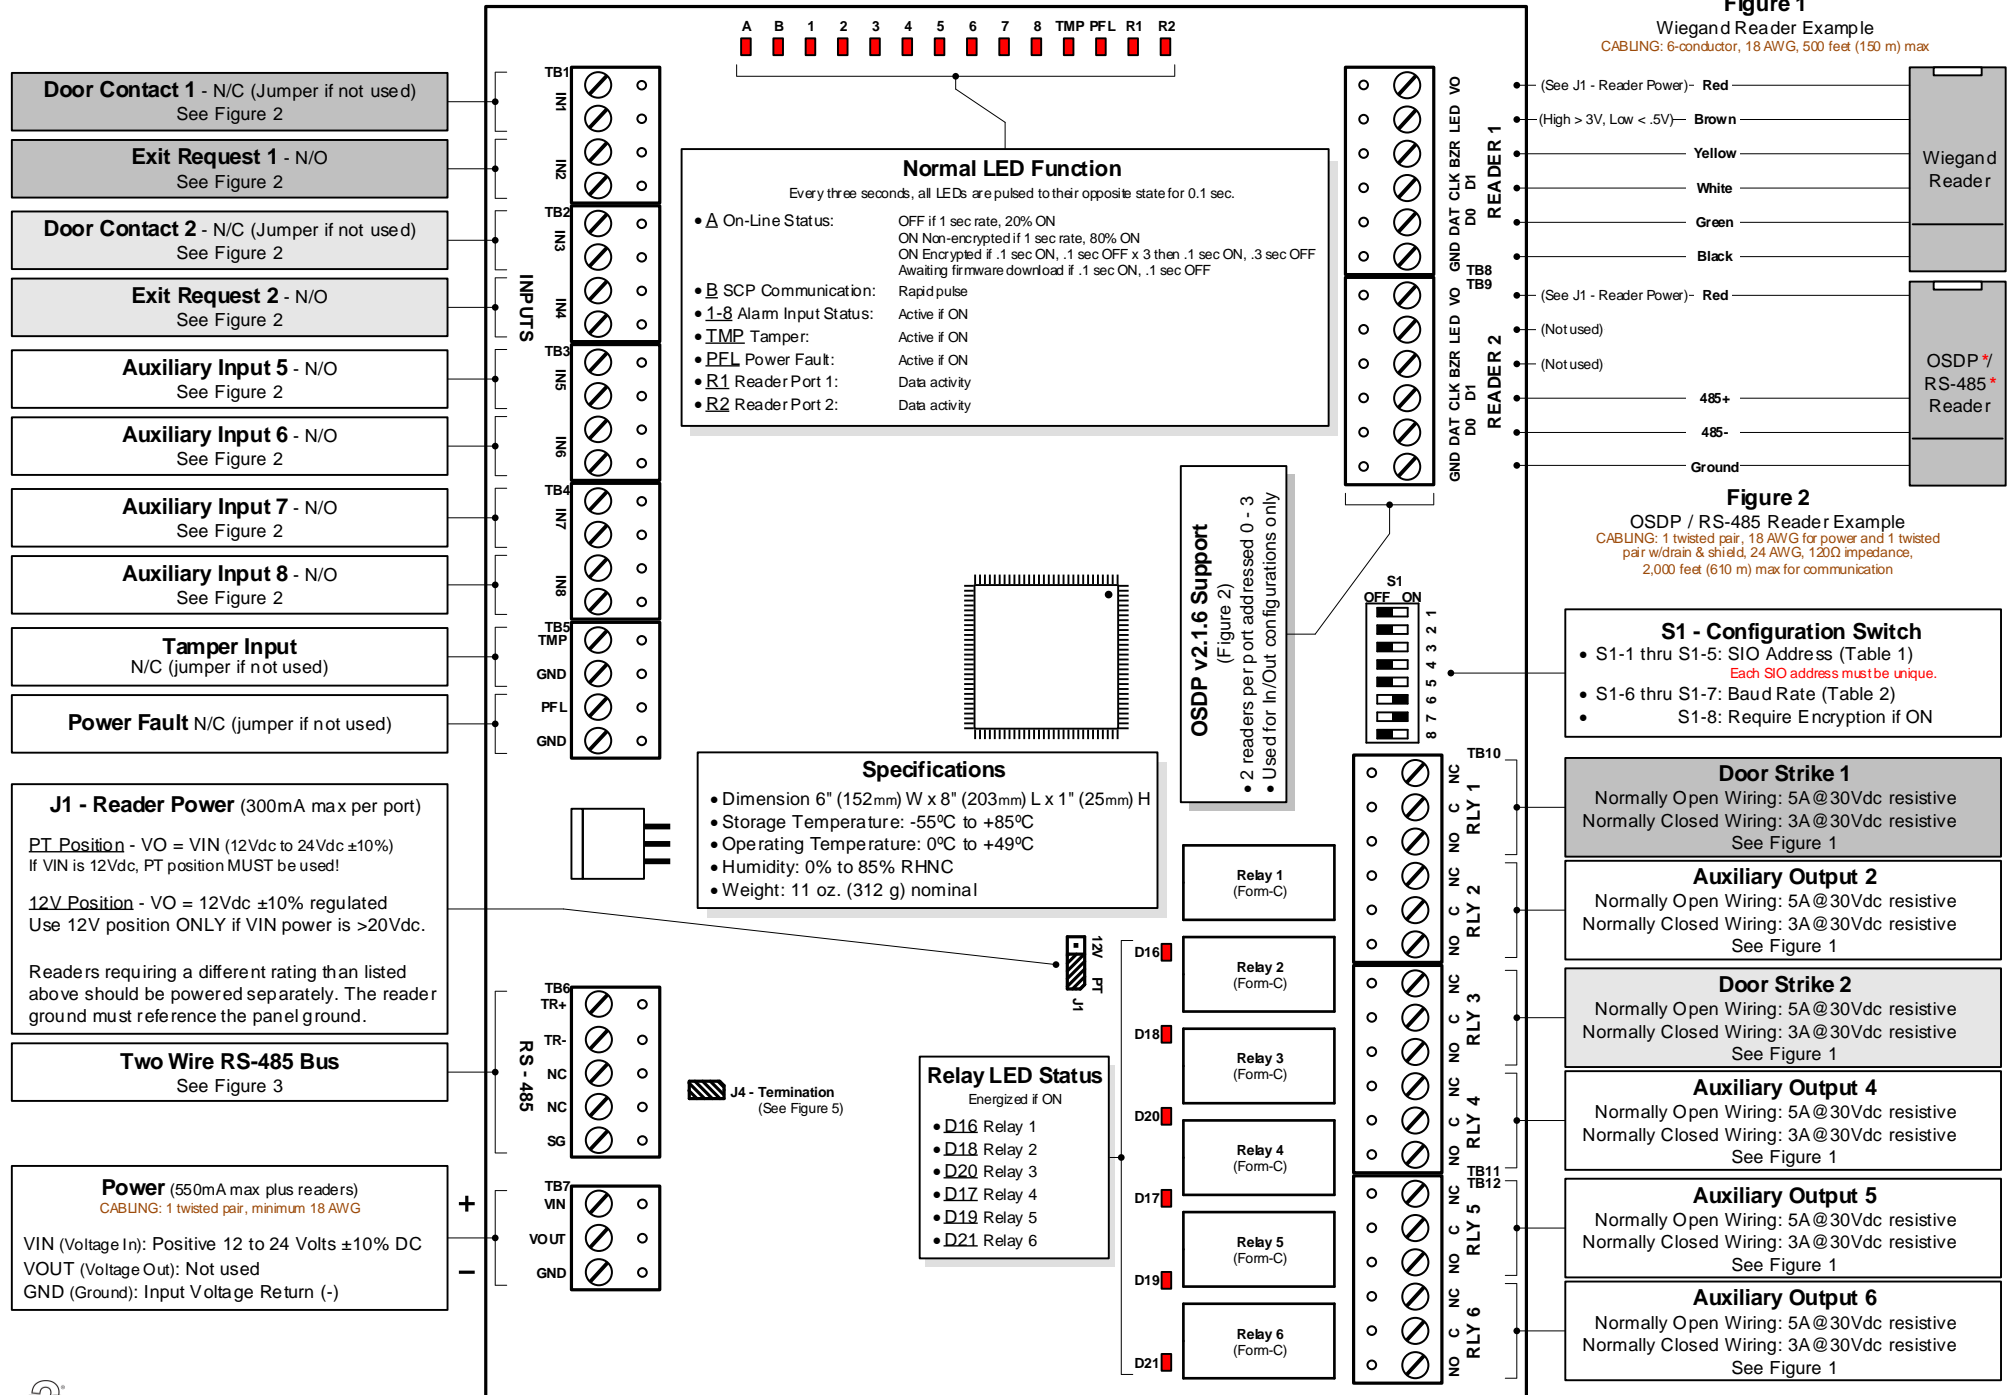 A B 1 2 3 4 5 6 7 8 TMP PFL R1 R2
Figure 1
Wiegand Reader Example
CABLING: 6-conductor, 18 AWG, 500 feet (150 m) max
Door Contact 1 - N/C (Jumper if not used)
See Figure 2
Exit Request 1 - N/O
See Figure 2
Door Contact 2 - N/C (Jumper if not used)
See Figure 2
Exit Request 2 - N/O
See Figure 2
Auxiliary Input 5 - N/O
See Figure 2
Auxiliary Input 6 - N/O
See Figure 2
Auxiliary Input 7 - N/O
See Figure 2
Auxiliary Input 8 - N/O
See Figure 2
Tamper Input
N/C (jumper if not used)
Power Fault N/C (jumper if not used)
J1 - Reader Power (300mA max per port)
PT Position - VO = VIN (12Vdc to 24Vdc ±10%)
If VIN is 12Vdc, PT position MUST be used!
12V Position - VO = 12Vdc ±10% regulated
Use 12V position ONLY if VIN power is >20Vdc.
Readers requiring a different rating than listed
above should be powered separately. The reader
ground must reference the panel ground.
Two Wire RS-485 Bus
See Figure 3
Power (550mA max plus readers)
CABLING: 1 twisted pair, minimum 18 AWG
VIN (Voltage In): Positive 12 to 24 Volts ±10% DC
VOUT (Voltage Out): Not used
GND (Ground): Input Voltage Return (-)
+
−
INPUTS
TB1
IN1
IN2
TB2
IN3
IN4
TB3
IN5
IN6
TB4
IN7
IN8
TB5
TMP
GND
PFL
GND
TB6
TR+
TR-
NC
NC
SG
RS - 485
TB7
VIN
VOUT
GND
Normal LED Function
Every three seconds, all LEDs are pulsed to their opposite state for 0.1 sec.
• A On-Line Status: OFF if 1 sec rate, 20% ON
ON Non-encrypted if 1 sec rate, 80% ON
ON Encrypted if .1 sec ON, .1 sec OFF x 3 then .1 sec ON, .3 sec OFF
Awaiting firmware download if .1 sec ON, .1 sec OFF
• B SCP Communication: Rapid pulse
• 1-8 Alarm Input Status: Active if ON
• TMP Tamper: Active if ON
• PFL Power Fault: Active if ON
• R1 Reader Port 1: Data activity
• R2 Reader Port 2: Data activity
OSDP v2.1.6 Support
(Figure 2)
• 2 readers per port addressed 0 - 3
• Used for In/Out configurations only
Specifications
• Dimension 6" (152mm) W x 8" (203mm) L x 1" (25mm) H
• Storage Temperature: -55ºC to +85ºC
• Operating Temperature: 0ºC to +49ºC
• Humidity: 0% to 85% RHNC
• Weight: 11 oz. (312 g) nominal
12V
PT
J1
J4 - Termination
(See Figure 5)
Relay LED Status
Energized if ON
• D16 Relay 1
• D18 Relay 2
• D20 Relay 3
• D17 Relay 4
• D19 Relay 5
• D21 Relay 6
D16
D18
D20
D17
D19
D21
Relay 1
(Form-C)
Relay 2
(Form-C)
Relay 3
(Form-C)
Relay 4
(Form-C)
Relay 5
(Form-C)
Relay 6
(Form-C)
GND DAT CLK BZR LED VO
D0 D1
READER 1
TB8
TB9
GND DAT CLK BZR LED VO
D0 D1
READER 2
(See J1 - Reader Power) Red
(High > 3V, Low < .5V) Brown
Yellow
White
Green
Black
Wiegand
Reader
(See J1 - Reader Power) Red
(Not used)
(Not used)
485+
485-
Ground
OSDP*/
RS-485*
Reader
Figure 2
OSDP / RS-485 Reader Example
CABLING: 1 twisted pair, 18 AWG for power and 1 twisted
pair w/drain & shield, 24 AWG, 120Ω impedance,
2,000 feet (610 m) max for communication
S1
OFF ON
1
2
3
4
5
6
7
8
S1 - Configuration Switch
• S1-1 thru S1-5: SIO Address (Table 1)
Each SIO address must be unique.
• S1-6 thru S1-7: Baud Rate (Table 2)
• S1-8: Require Encryption if ON
TB10
NO C NC
RLY 1
NO C NC
RLY 2
NO C NC
RLY 3
NO C NC
RLY 4
TB11
TB12
NO C NC
RLY 5
NO C NC
RLY 6
Door Strike 1
Normally Open Wiring: 5A@30Vdc resistive
Normally Closed Wiring: 3A@30Vdc resistive
See Figure 1
Auxiliary Output 2
Normally Open Wiring: 5A@30Vdc resistive
Normally Closed Wiring: 3A@30Vdc resistive
See Figure 1
Door Strike 2
Normally Open Wiring: 5A@30Vdc resistive
Normally Closed Wiring: 3A@30Vdc resistive
See Figure 1
Auxiliary Output 4
Normally Open Wiring: 5A@30Vdc resistive
Normally Closed Wiring: 3A@30Vdc resistive
See Figure 1
Auxiliary Output 5
Normally Open Wiring: 5A@30Vdc resistive
Normally Closed Wiring: 3A@30Vdc resistive
See Figure 1
Auxiliary Output 6
Normally Open Wiring: 5A@30Vdc resistive
Normally Closed Wiring: 3A@30Vdc resistive
See Figure 1